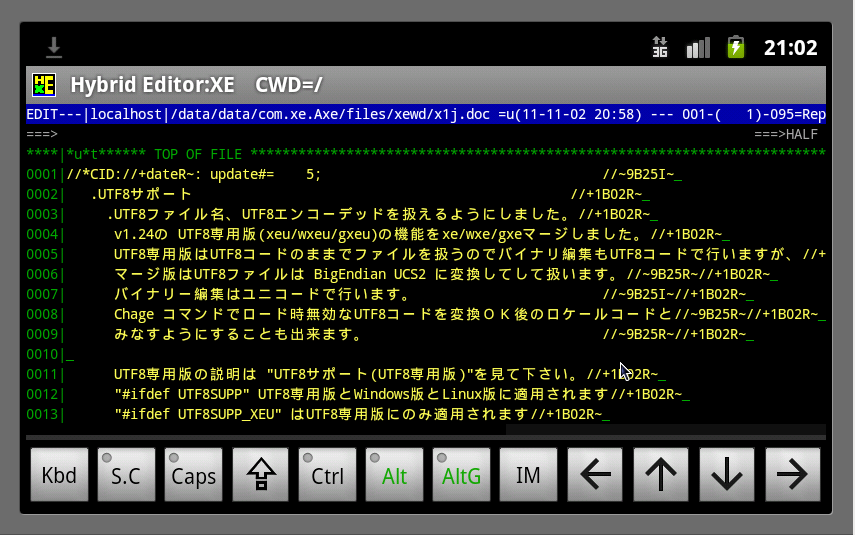 3G 21:02
Hybrid Editor:XE CWD=/
EDIT---|localhost|/data/data/com.xe.Axe/files/xewd/x1j.doc =u(11-11-02 20:58) --- 001-( 1)-095=Rep
===> ===>HALF
****|*u*t****** TOP OF FILE ************************************************************************
0001|//*CID://+dateR~: update#= 5; //~9B25I~_
0002| .UTF8サポート //+1B02R~_
0003| .UTF8ファイル名、UTF8エンコーデッドを扱えるようにしました。//+1B02R~_
0004| v1.24の UTF8専用版(xeu/wxeu/gxeu)の機能をxe/wxe/gxeマージしました。//+1B02R~_
0005| UTF8専用版はUTF8コードのままでファイルを扱うのでバイナリ編集もUTF8コードで行いますが、//+
0006| マージ版はUTF8ファイルは BigEndian UCS2 に変換してして扱います。//~9B25R~//+1B02R~_
0007| バイナリー編集はユニコードで行います。 //~9B25I~//+1B02R~_
0008| Chage コマンドでロード時無効なUTF8コードを変換ＯＫ後のロケールコードと//~9B25R~//+1B02R~_
0009| みなすようにすることも出来ます。 //~9B25R~//+1B02R~_
0010|_
0011| UTF8専用版の説明は "UTF8サポート(UTF8専用版)"を見て下さい。//+1B02R~_
0012| "#ifdef UTF8SUPP" UTF8専用版とWindows版とLinux版に適用されます//+1B02R~_
0013| "#ifdef UTF8SUPP_XEU" はUTF8専用版にのみ適用されます//+1B02R~_
Kbd S.C Caps Ctrl Alt AltG IM